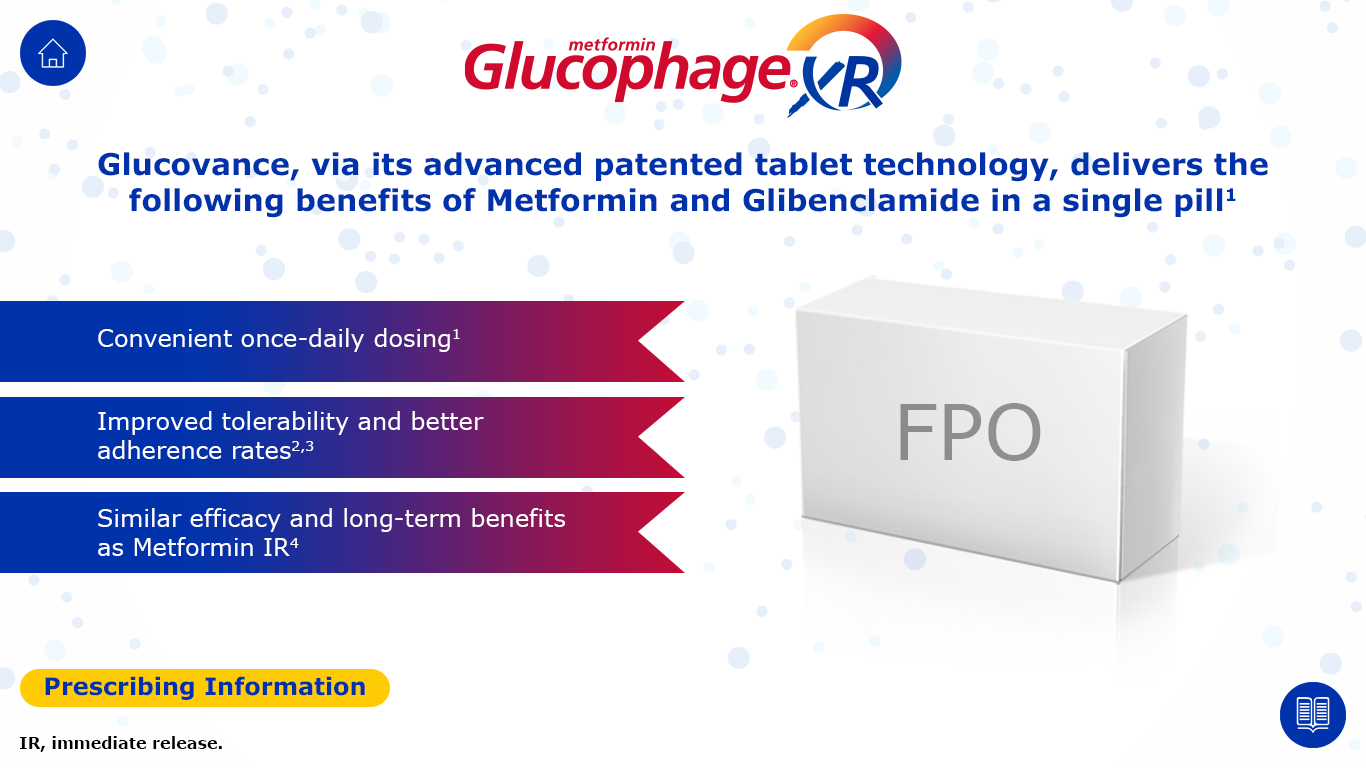 metformin
Glucophage® XR
Glucovance, via its advanced patented tablet technology, delivers the
following benefits of Metformin and Glibenclamide in a single pill¹
Convenient once-daily dosing¹
Improved tolerability and better
adherence rates²,³
Similar efficacy and long-term benefits
as Metformin IR⁴
FPO
Prescribing Information
IR, immediate release.